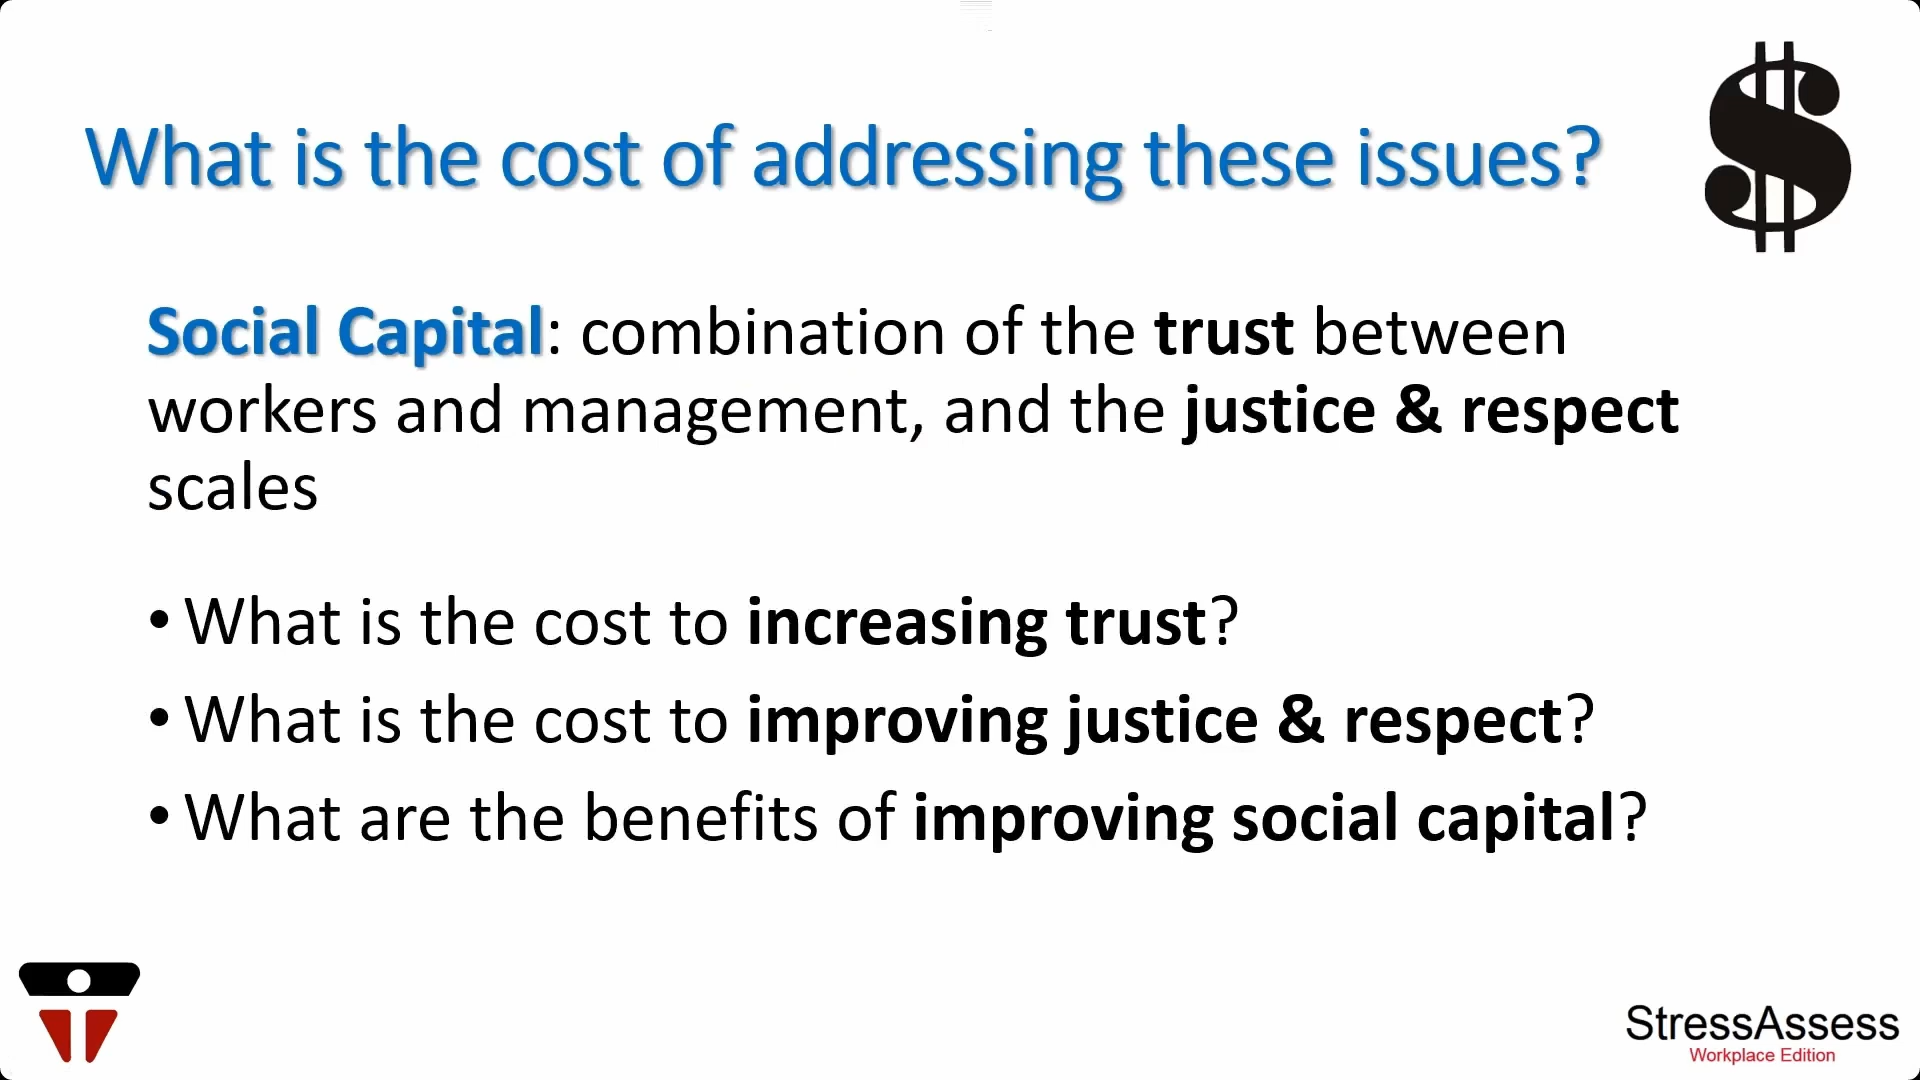 What is the cost of addressing these issues?
$
Social Capital: combination of the trust between
workers and management, and the justice & respect
scales
• What is the cost to increasing trust?
• What is the cost to improving justice & respect?
• What are the benefits of improving social capital?
StressAssess
Workplace Edition